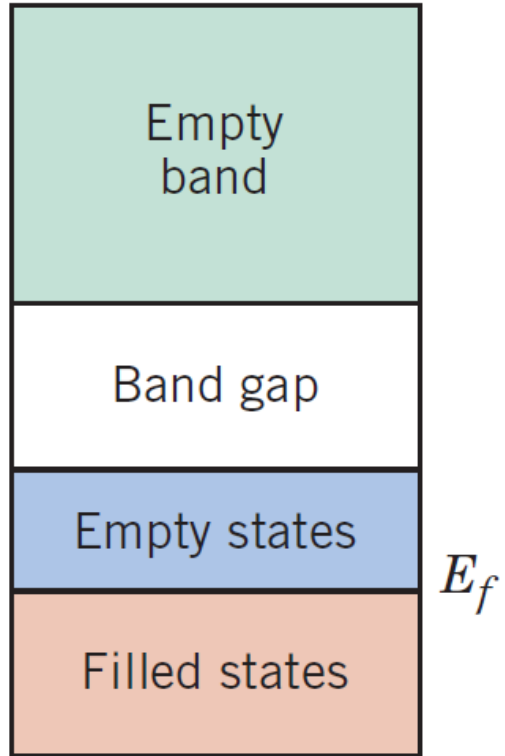 Empty
band
Band gap
Empty states
E_f
Filled states